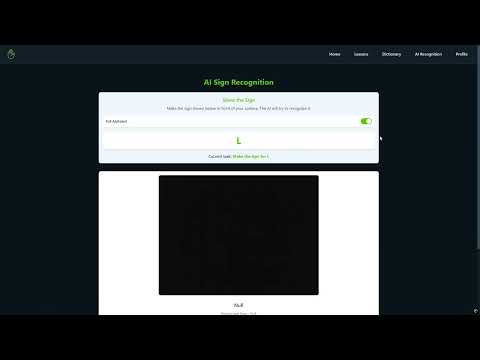 Home Lessons Dictionary AI Recognition Profile
AI Sign Recognition
Show the Sign
Make the sign shown below in front of your camera. The AI will try to recognize it.
Full Alphabet
L
Current task: Make the sign for L
Null